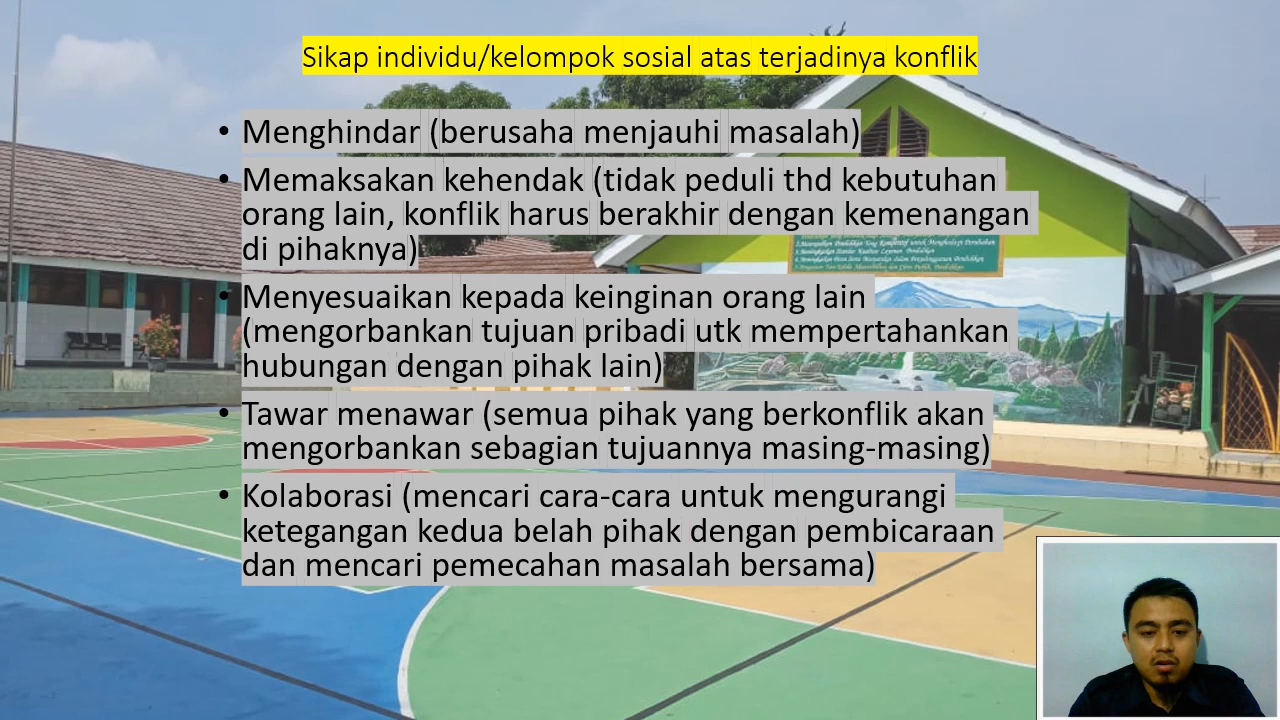 Sikap individu/kelompok sosial atas terjadinya konflik
• Menghindar (berusaha menjauhi masalah)
• Memaksakan kehendak (tidak peduli thd kebutuhan
orang lain, konflik harus berakhir dengan kemenangan
di pihaknya)
• Menyesuaikan kepada keinginan orang lain
(mengorbankan tujuan pribadi utk mempertahankan
hubungan dengan pihak lain)
• Tawar menawar (semua pihak yang berkonflik akan
mengorbankan sebagian tujuannya masing-masing)
• Kolaborasi (mencari cara-cara untuk mengurangi
ketegangan kedua belah pihak dengan pembicaraan
dan mencari pemecahan masalah bersama)